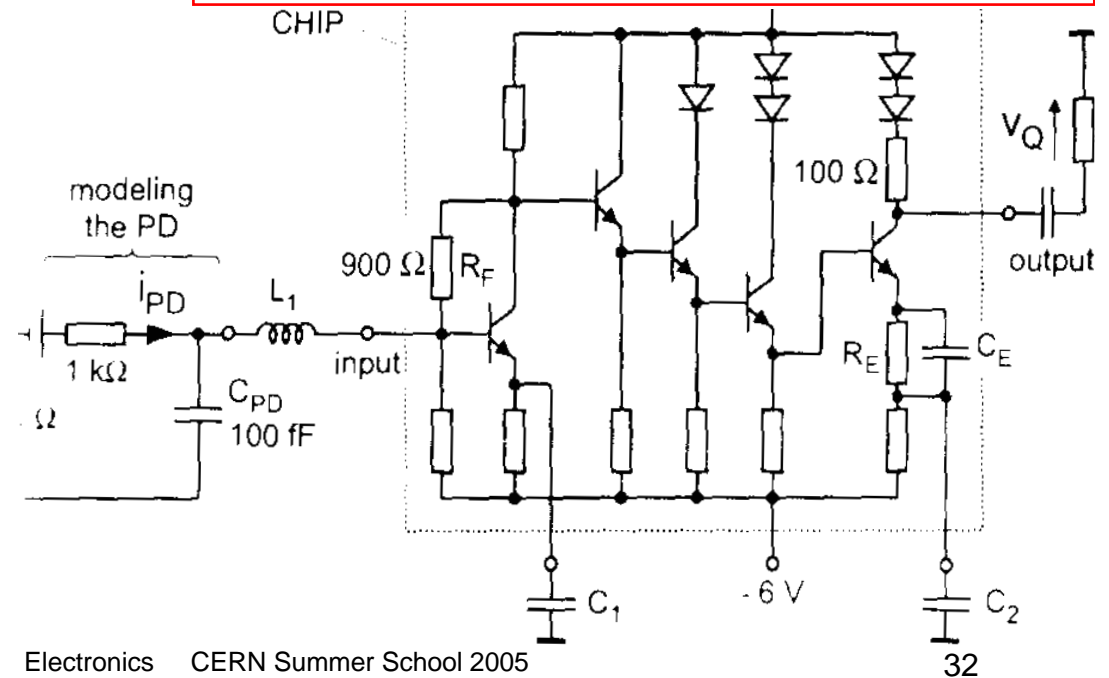 CHIP
modeling
the PD
iPD
1 kΩ
Ω
CPD
100 fF
L1
input
900 Ω
RF
100 Ω
VQ
output
RE
CE
C1
- 6 V
C2
Electronics CERN Summer School 2005
32